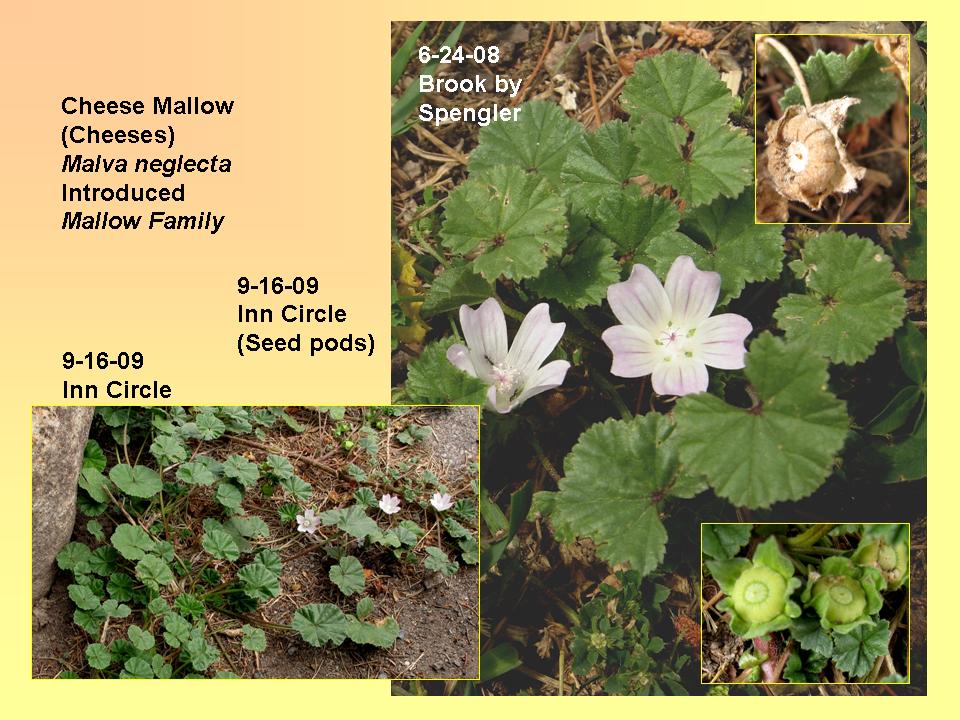 Cheese Mallow
(Cheeses)
Malva neglecta
Introduced
Mallow Family
9-16-09
Inn Circle
(Seed pods)
9-16-09
Inn Circle
6-24-08
Brook by
Spengler